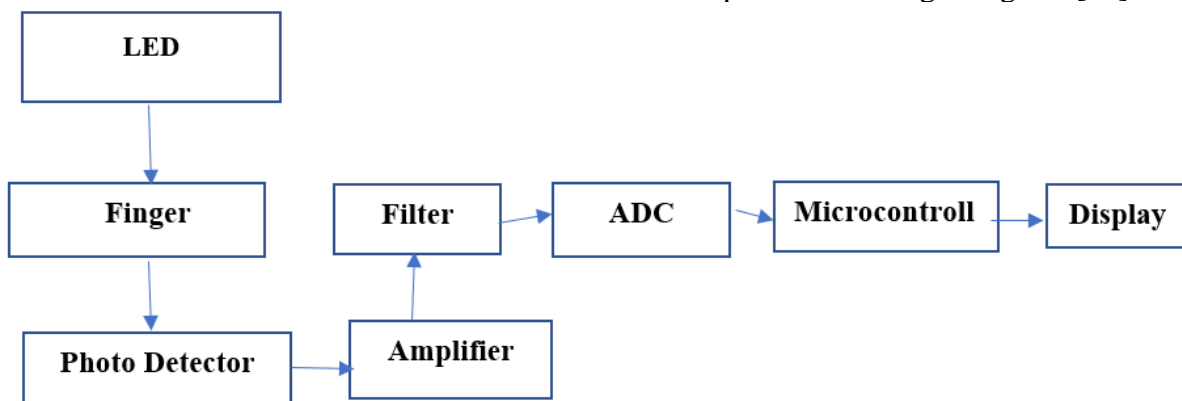 LED
Finger
Filter
ADC
Microcontroll
Display
Photo Detector
Amplifier